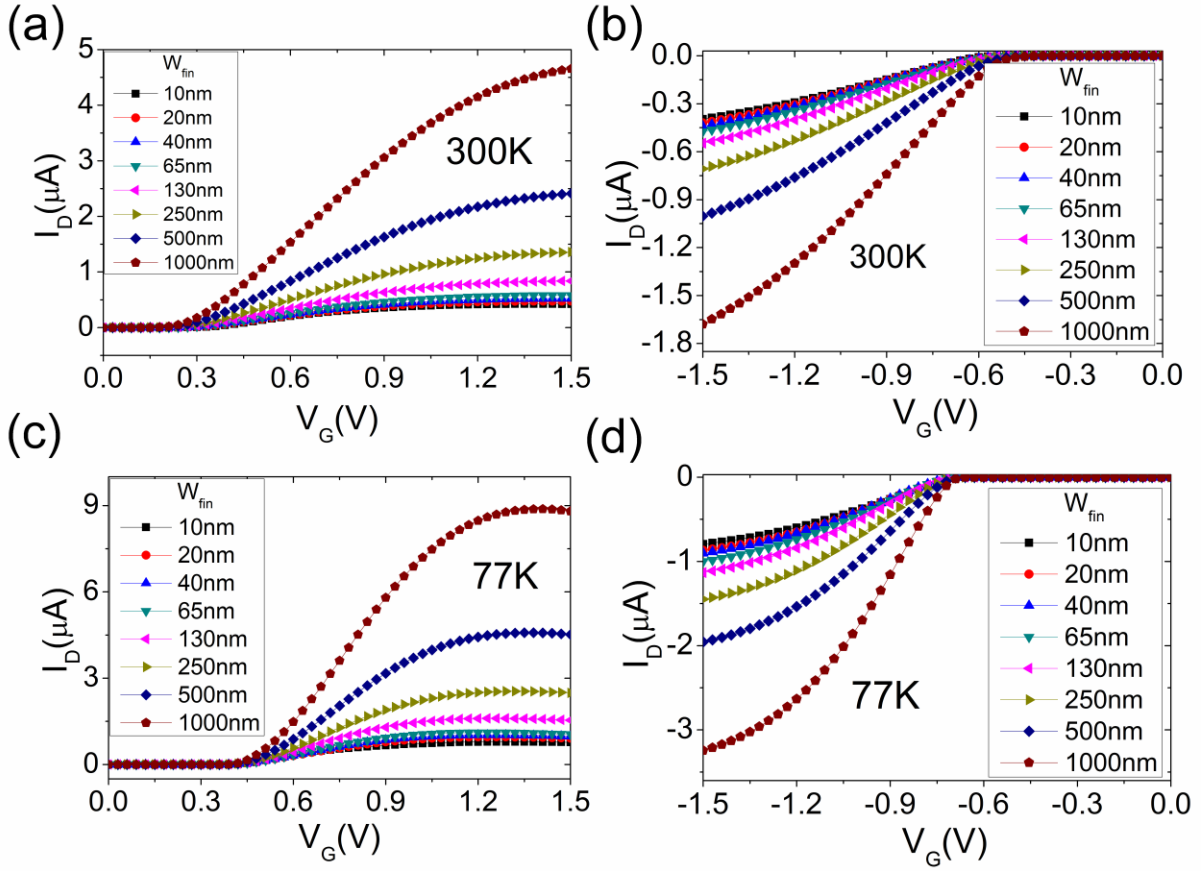 (a)
5
4
3
2
1
0
I_D(μA)
W_fin
10nm
20nm
40nm
65nm
130nm
250nm
500nm
1000nm
300K
0.0 0.3 0.6 0.9 1.2 1.5
V_G(V)
(b)
0.0
-0.3
-0.6
-0.9
-1.2
-1.5
-1.8
I_D(μA)
W_fin
10nm
20nm
40nm
65nm
130nm
250nm
500nm
1000nm
300K
-1.5 -1.2 -0.9 -0.6 -0.3 0.0
V_G(V)
(c)
9
6
3
0
I_D(μA)
W_fin
10nm
20nm
40nm
65nm
130nm
250nm
500nm
1000nm
77K
0.0 0.3 0.6 0.9 1.2 1.5
V_G(V)
(d)
0
-1
-2
-3
I_D(μA)
W_fin
10nm
20nm
40nm
65nm
130nm
250nm
500nm
1000nm
77K
-1.5 -1.2 -0.9 -0.6 -0.3 0.0
V_G(V)